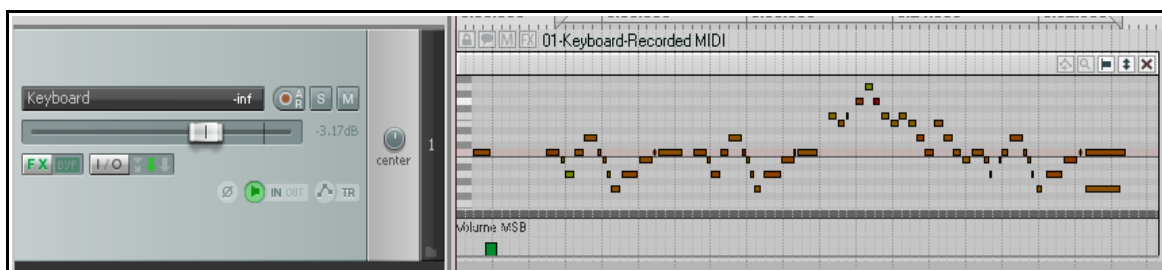 M FX 01-Keyboard-Recorded MIDI
Keyboard -inf A R S M
-3.17dB
FX BYP I/O
center
1
Ø IN OUT TR
Volume MSB